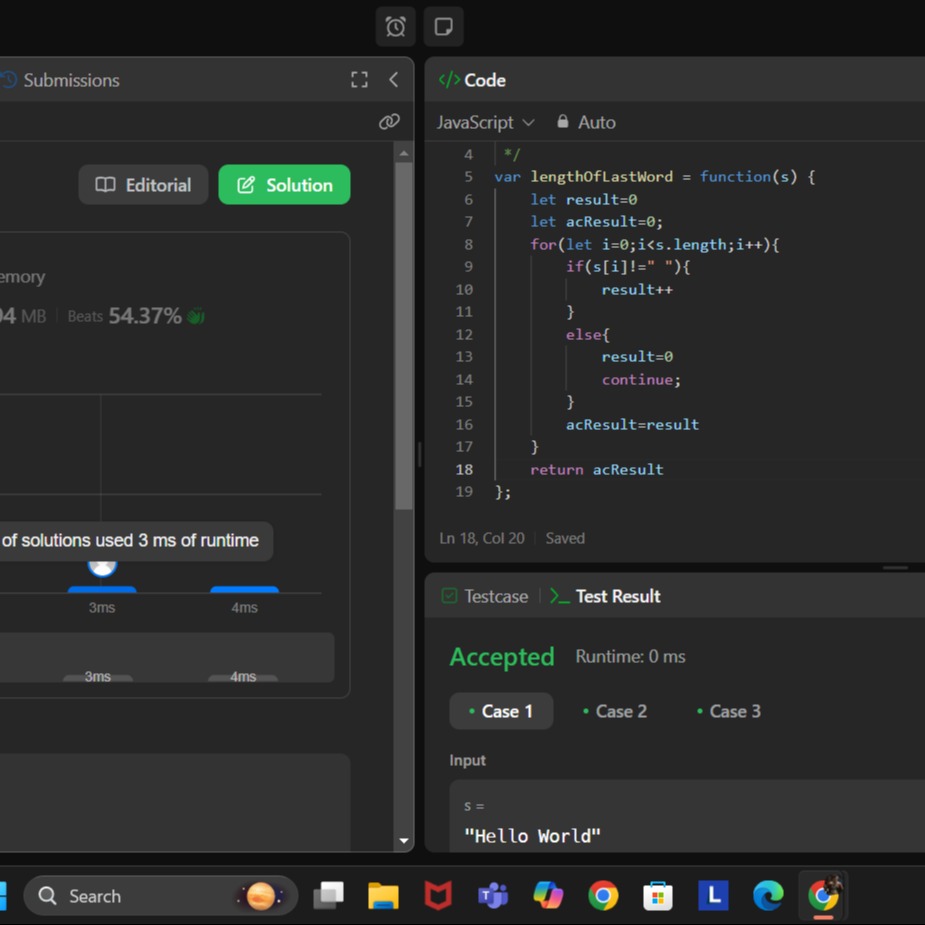 Submissions
Editorial
Solution
emory
04 MB Beats 54.37%
of solutions used 3 ms of runtime
3ms 4ms
3ms 4ms
</> Code
JavaScript Auto
4 */
5 var lengthOfLastWord = function(s) {
6 let result=0
7 let acResult=0;
8 for(let i=0;i<s.length;i++){
9 if(s[i]!=" "){
10 result++
11 }
12 else{
13 result=0
14 continue;
15 }
16 acResult=result
17 }
18 return acResult
19 };
Ln 18, Col 20 Saved
Testcase >_ Test Result
Accepted Runtime: 0 ms
Case 1 Case 2 Case 3
Input
s =
"Hello World"
Search
T
L